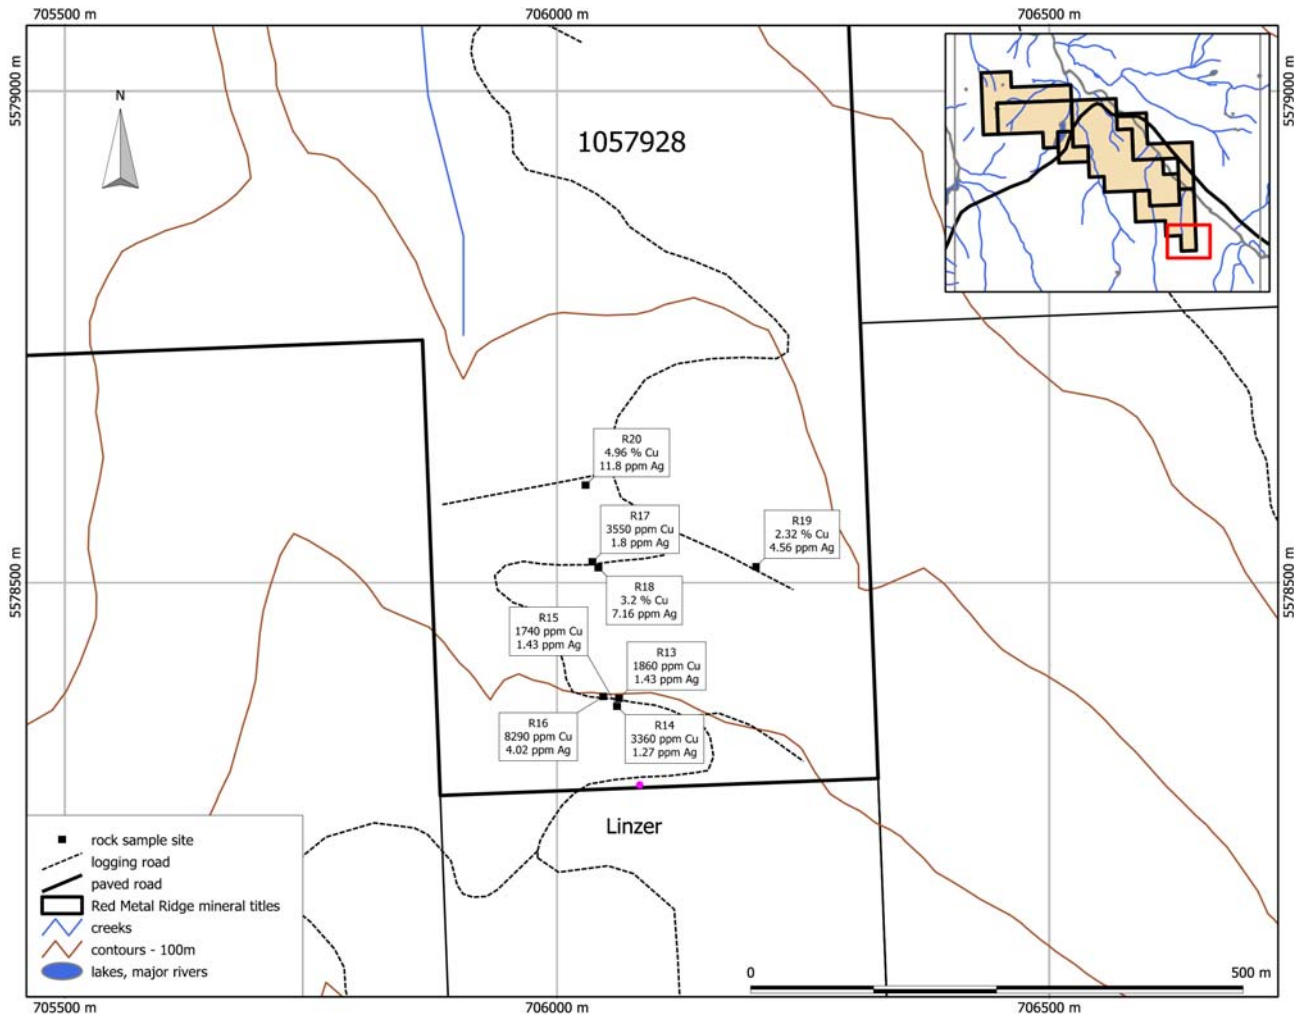 705500 m
706000 m
706500 m
5579000 m
5579000 m
N
1057928
R20
4.96 % Cu
11.8 ppm Ag
R17
3550 ppm Cu
1.8 ppm Ag
R19
2.32 % Cu
4.56 ppm Ag
5578500 m
5578500 m
R18
3.2 % Cu
7.16 ppm Ag
R15
1740 ppm Cu
1.43 ppm Ag
R13
1860 ppm Cu
1.43 ppm Ag
R16
8290 ppm Cu
4.02 ppm Ag
R14
3360 ppm Cu
1.27 ppm Ag
Linzer
rock sample site
logging road
paved road
Red Metal Ridge mineral titles
creeks
contours - 100m
lakes, major rivers
0
500 m
705500 m
706000 m
706500 m